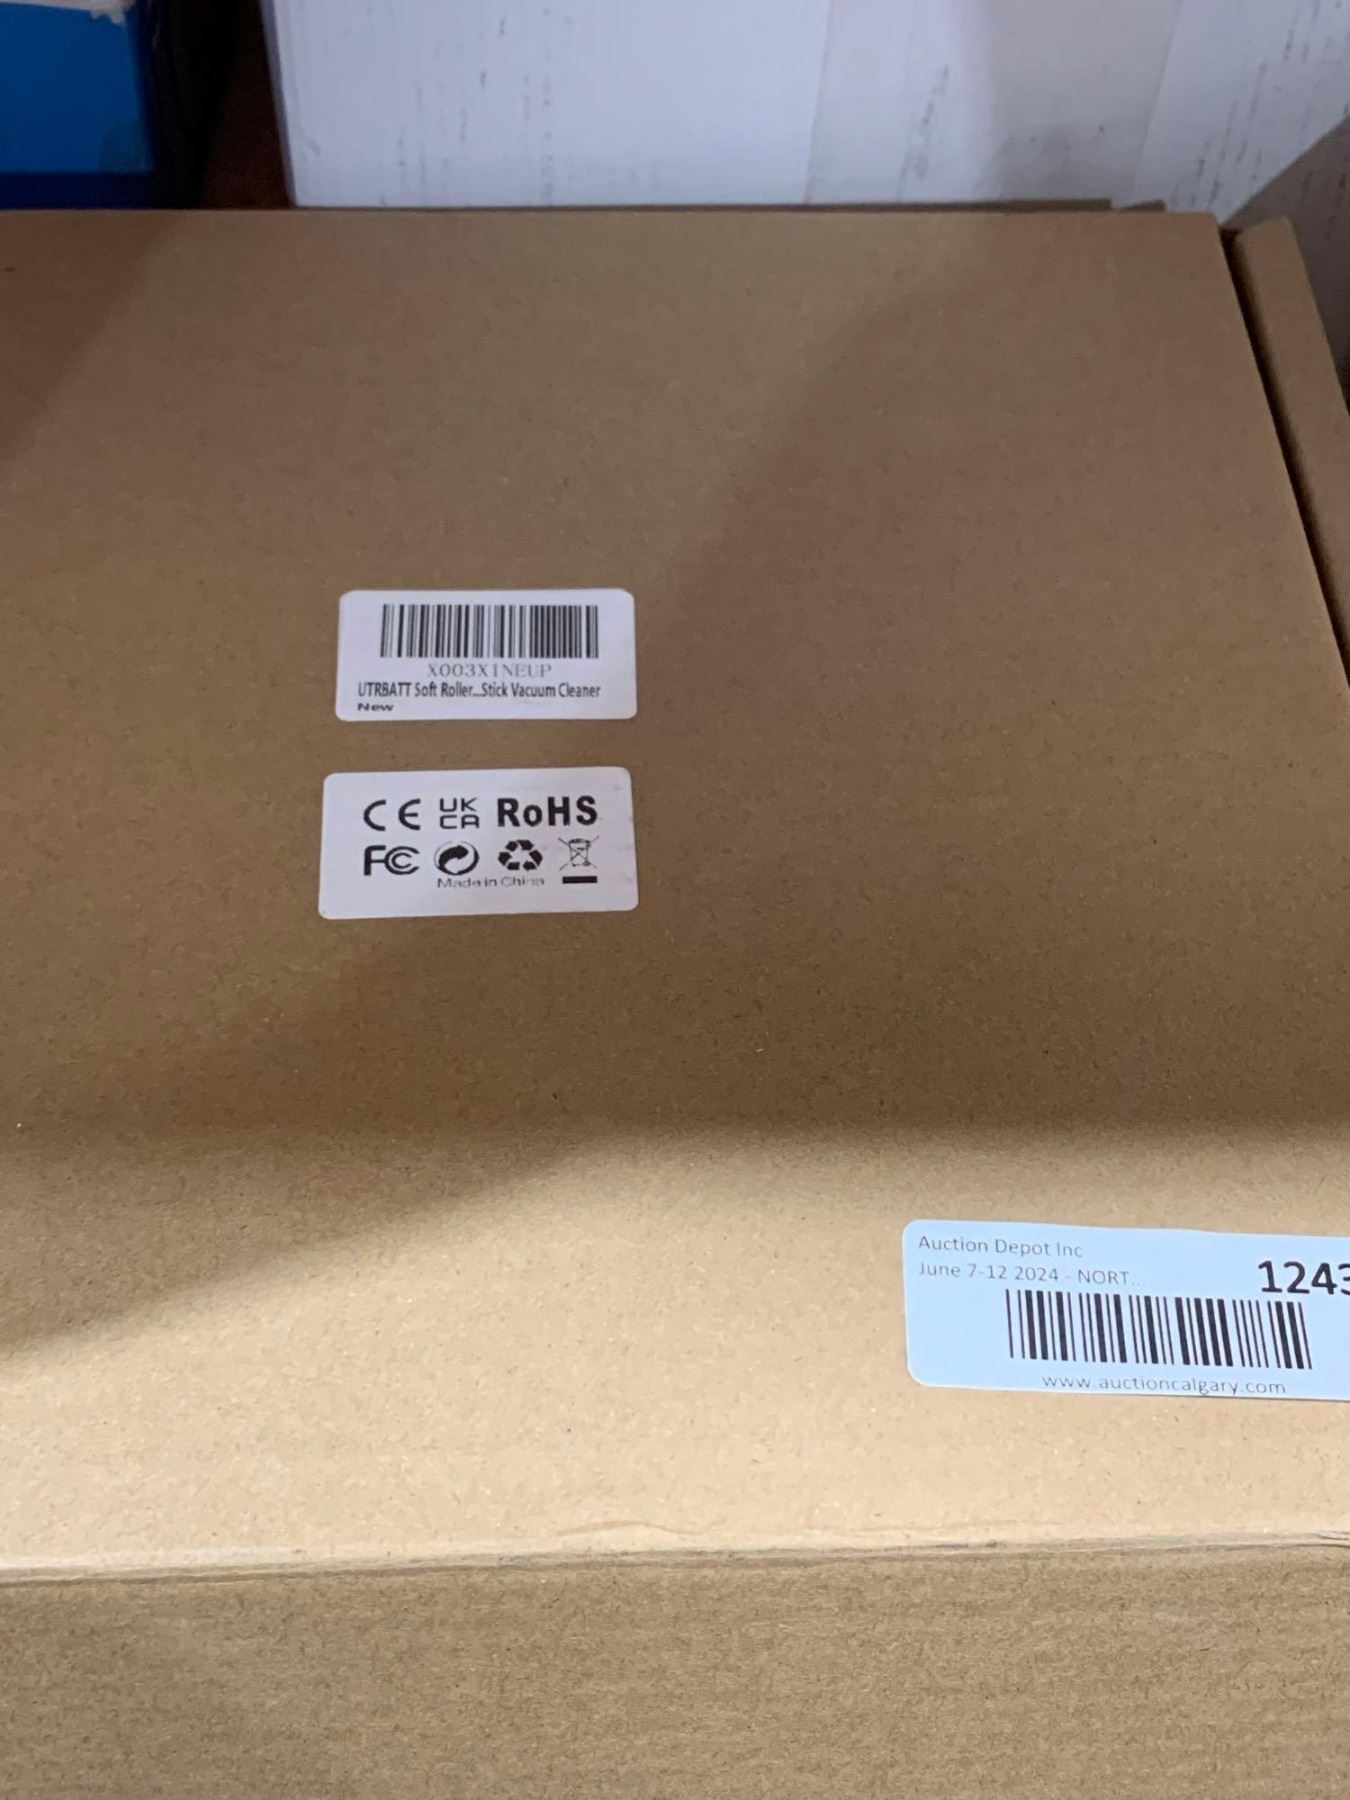 X003X1NEUP
UTRBATT Soft Roller...Stick Vacuum Cleaner
New
CE UK CA RoHS
FC
Made in China
Auction Depot Inc
June 7-12 2024 - NORT...
1243
www.auctioncalgary.com